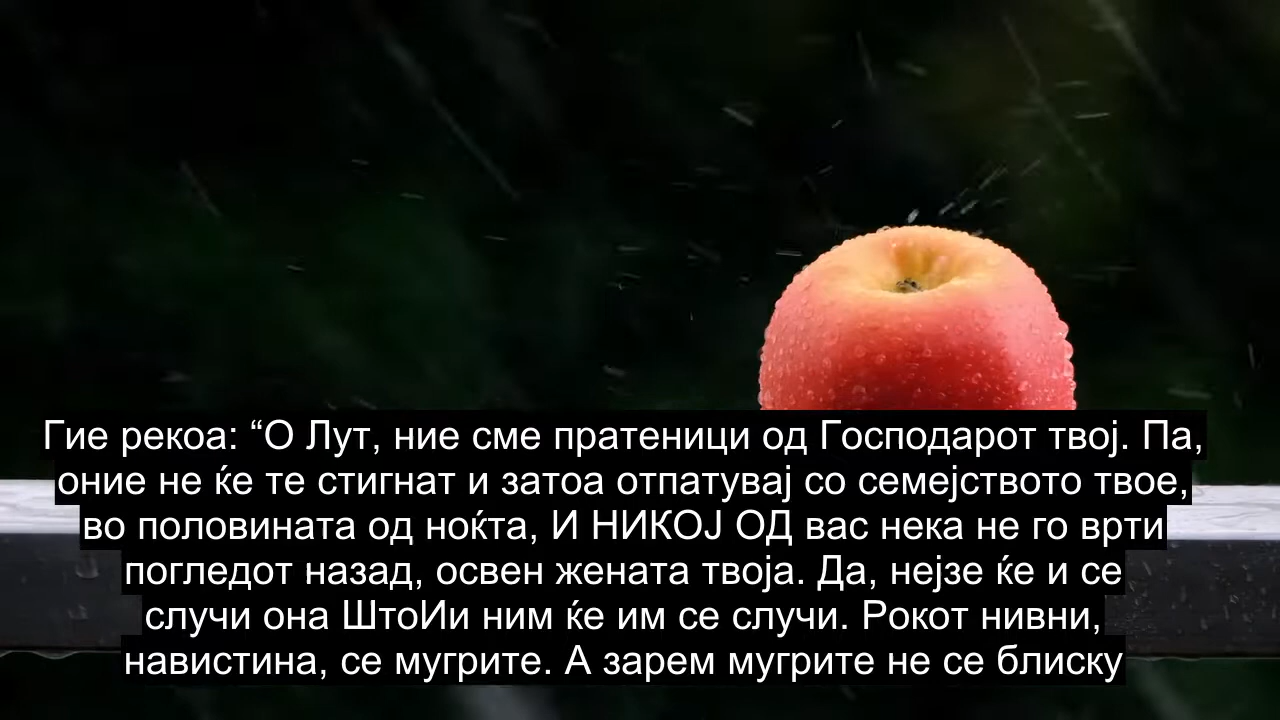 Гие рекоа: “О Лут, ние сме пратеници од Господарот твој. Па,
оние не ќе те стигнат и затоа отпатувај со семејството твое,
во половината од ноќта, И НИКОЈ ОД вас нека не го врти
погледот назад, освен жената твоја. Да, нејзе ќе и се
случи она ШтоИи ним ќе им се случи. Рокот нивни,
навистина, се мугрите. А зарем мугрите не се блиску